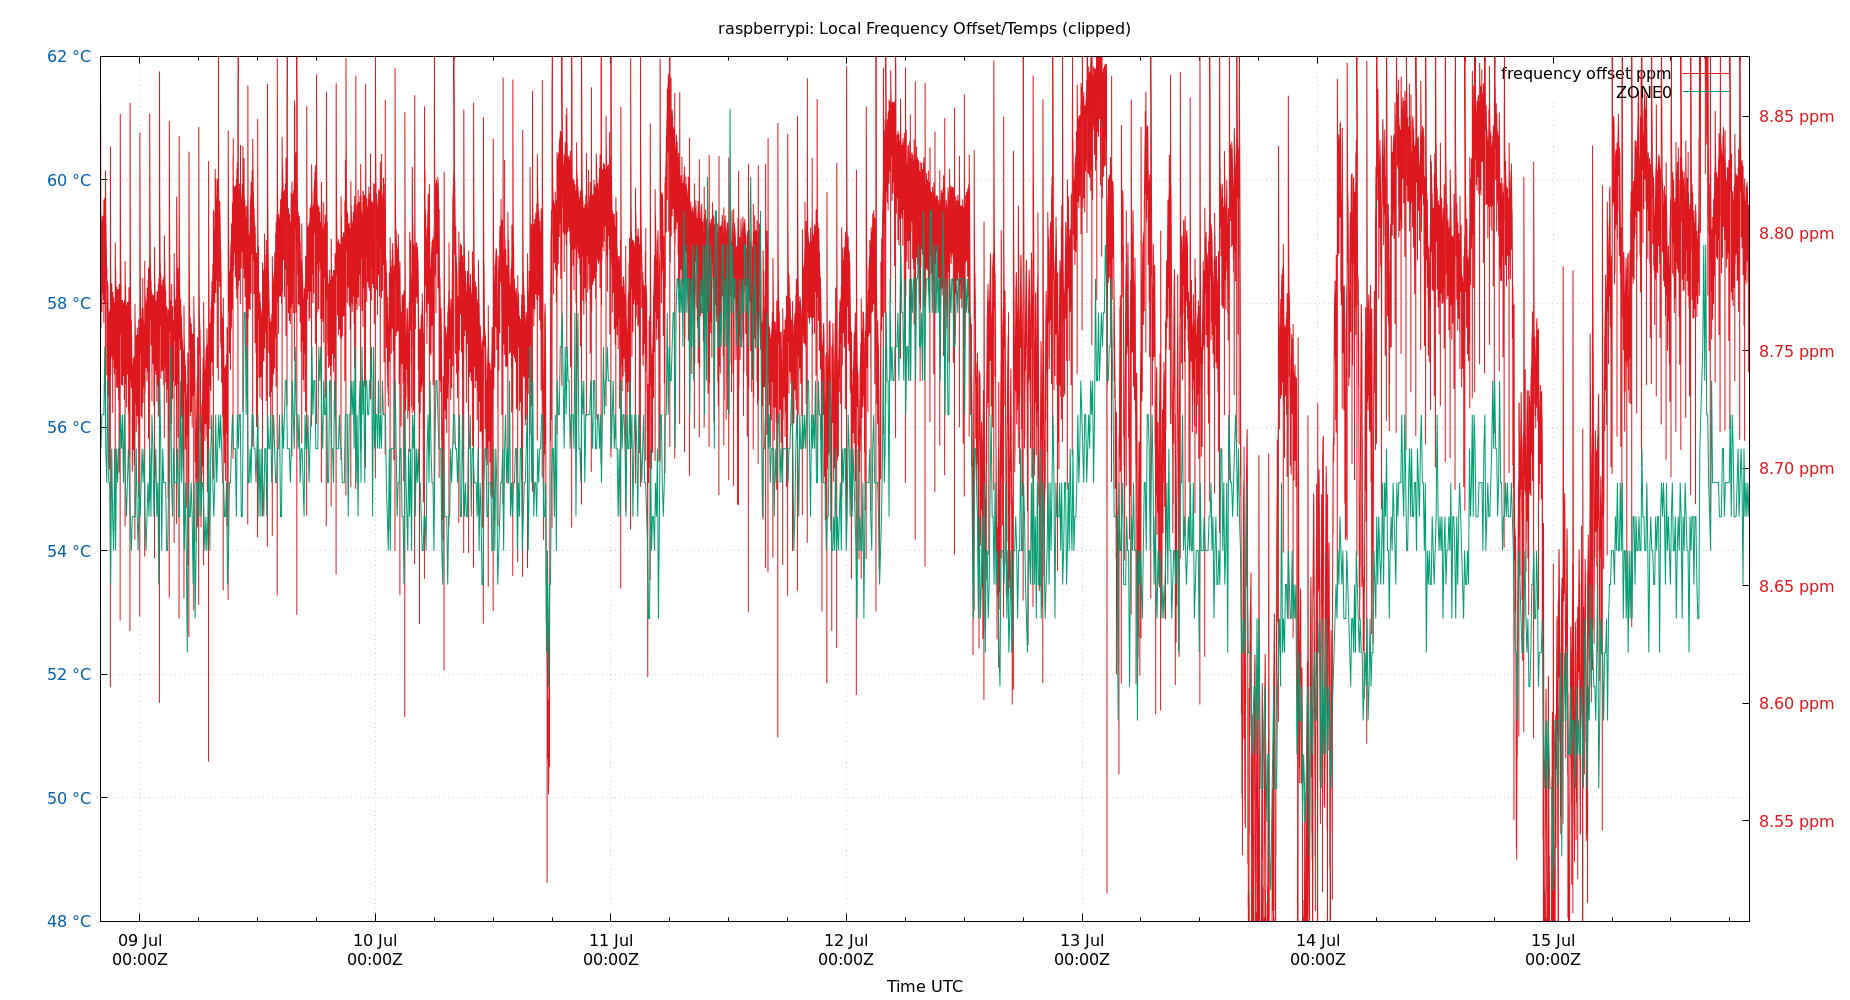 raspberrypi: Local Frequency Offset/Temps (clipped)
62 °C
60 °C
58 °C
56 °C
54 °C
52 °C
50 °C
48 °C
frequency offset ppm
ZONE0
8.85 ppm
8.80 ppm
8.75 ppm
8.70 ppm
8.65 ppm
8.60 ppm
8.55 ppm
09 Jul
00:00Z
10 Jul
00:00Z
11 Jul
00:00Z
12 Jul
00:00Z
13 Jul
00:00Z
14 Jul
00:00Z
15 Jul
00:00Z
Time UTC